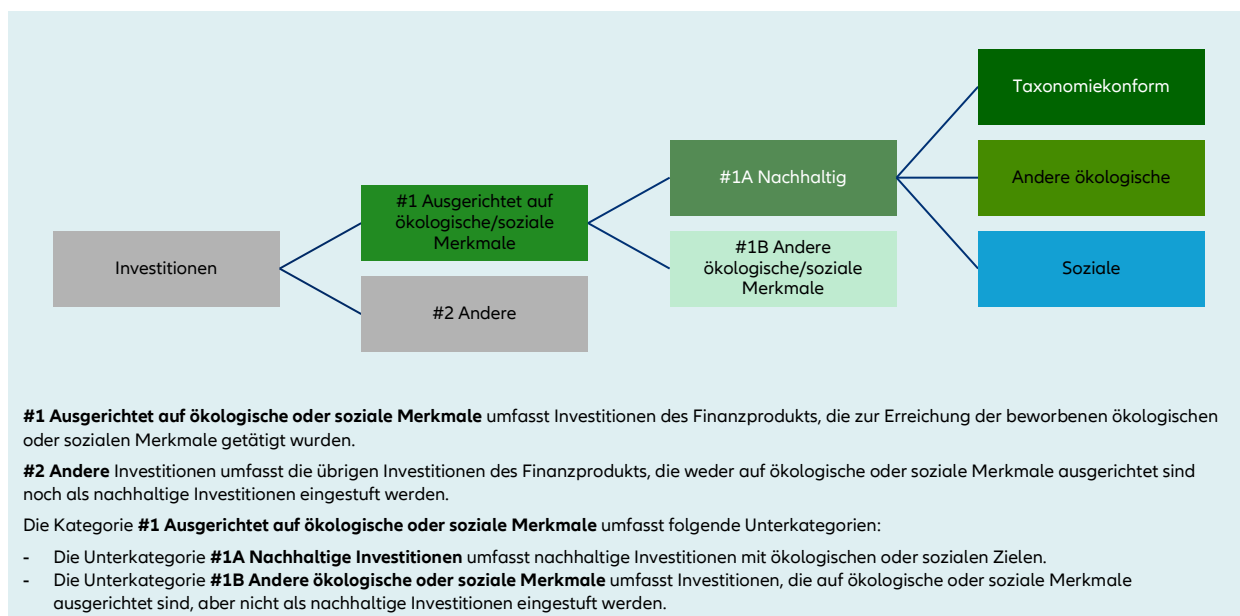 Taxonomiekonform
#1A Nachhaltig
Andere ökologische
#1 Ausgerichtet auf
ökologische/soziale
Merkmale
Investitionen
#1B Andere
ökologische/soziale
Merkmale
Soziale
#2 Andere
#1 Ausgerichtet auf ökologische oder soziale Merkmale umfasst Investitionen des Finanzprodukts, die zur Erreichung der beworbenen ökologischen
oder sozialen Merkmale getätigt wurden.
#2 Andere Investitionen umfasst die übrigen Investitionen des Finanzprodukts, die weder auf ökologische oder soziale Merkmale ausgerichtet sind
noch als nachhaltige Investitionen eingestuft werden.
Die Kategorie #1 Ausgerichtet auf ökologische oder soziale Merkmale umfasst folgende Unterkategorien:
- Die Unterkategorie #1A Nachhaltige Investitionen umfasst nachhaltige Investitionen mit ökologischen oder sozialen Zielen.
- Die Unterkategorie #1B Andere ökologische oder soziale Merkmale umfasst Investitionen, die auf ökologische oder soziale Merkmale
ausgerichtet sind, aber nicht als nachhaltige Investitionen eingestuft werden.